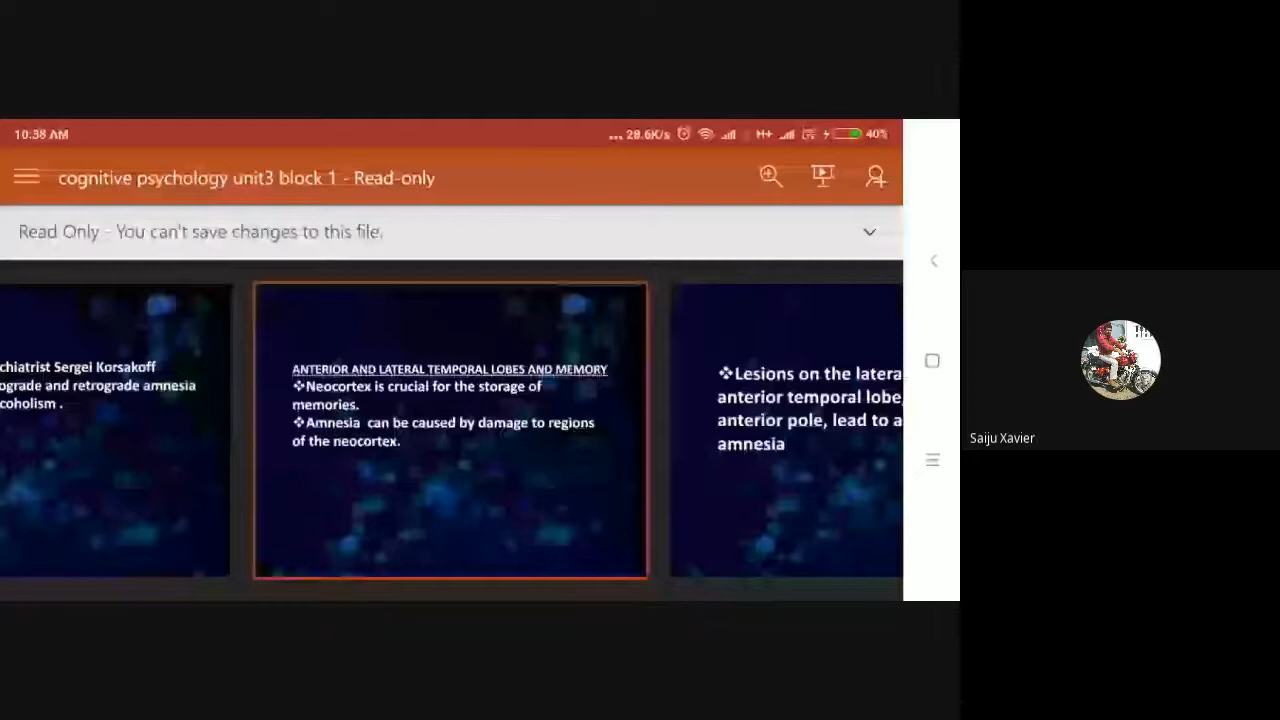 10:38 AM
... 28.6K/s H+ 40%
cognitive psychology unit3 block 1 - Read-only
Read Only - You can't save changes to this file.
chiatrist Sergei Korsakoff
ograde and retrograde amnesia
coholism .
ANTERIOR AND LATERAL TEMPORAL LOBES AND MEMORY
❖Neocortex is crucial for the storage of
memories.
❖Amnesia can be caused by damage to regions
of the neocortex.
❖Lesions on the latera
anterior temporal lobe,
anterior pole, lead to a
amnesia
Saiju Xavier